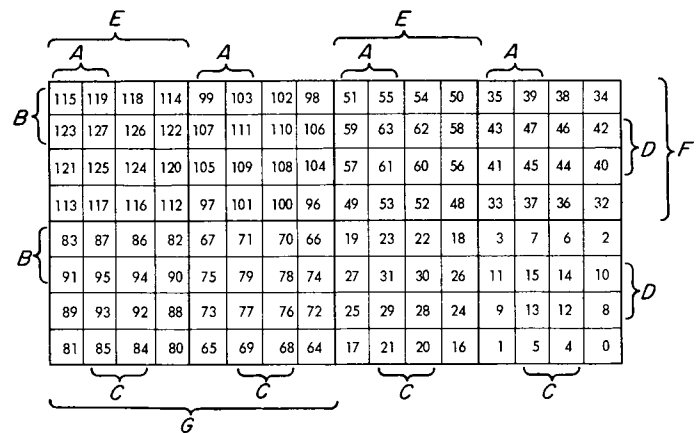 E E
A A A A
115 119 118 114 99 103 102 98 51 55 54 50 35 39 38 34
B 123 127 126 122 107 111 110 106 59 63 62 58 43 47 46 42
121 125 124 120 105 109 108 104 57 61 60 56 41 45 44 40 D F
113 117 116 112 97 101 100 96 49 53 52 48 33 37 36 32
83 87 86 82 67 71 70 66 19 23 22 18 3 7 6 2
B 91 95 94 90 75 79 78 74 27 31 30 26 11 15 14 10
89 93 92 88 73 77 76 72 25 29 28 24 9 13 12 8 D
81 85 84 80 65 69 68 64 17 21 20 16 1 5 4 0
C C C C
G